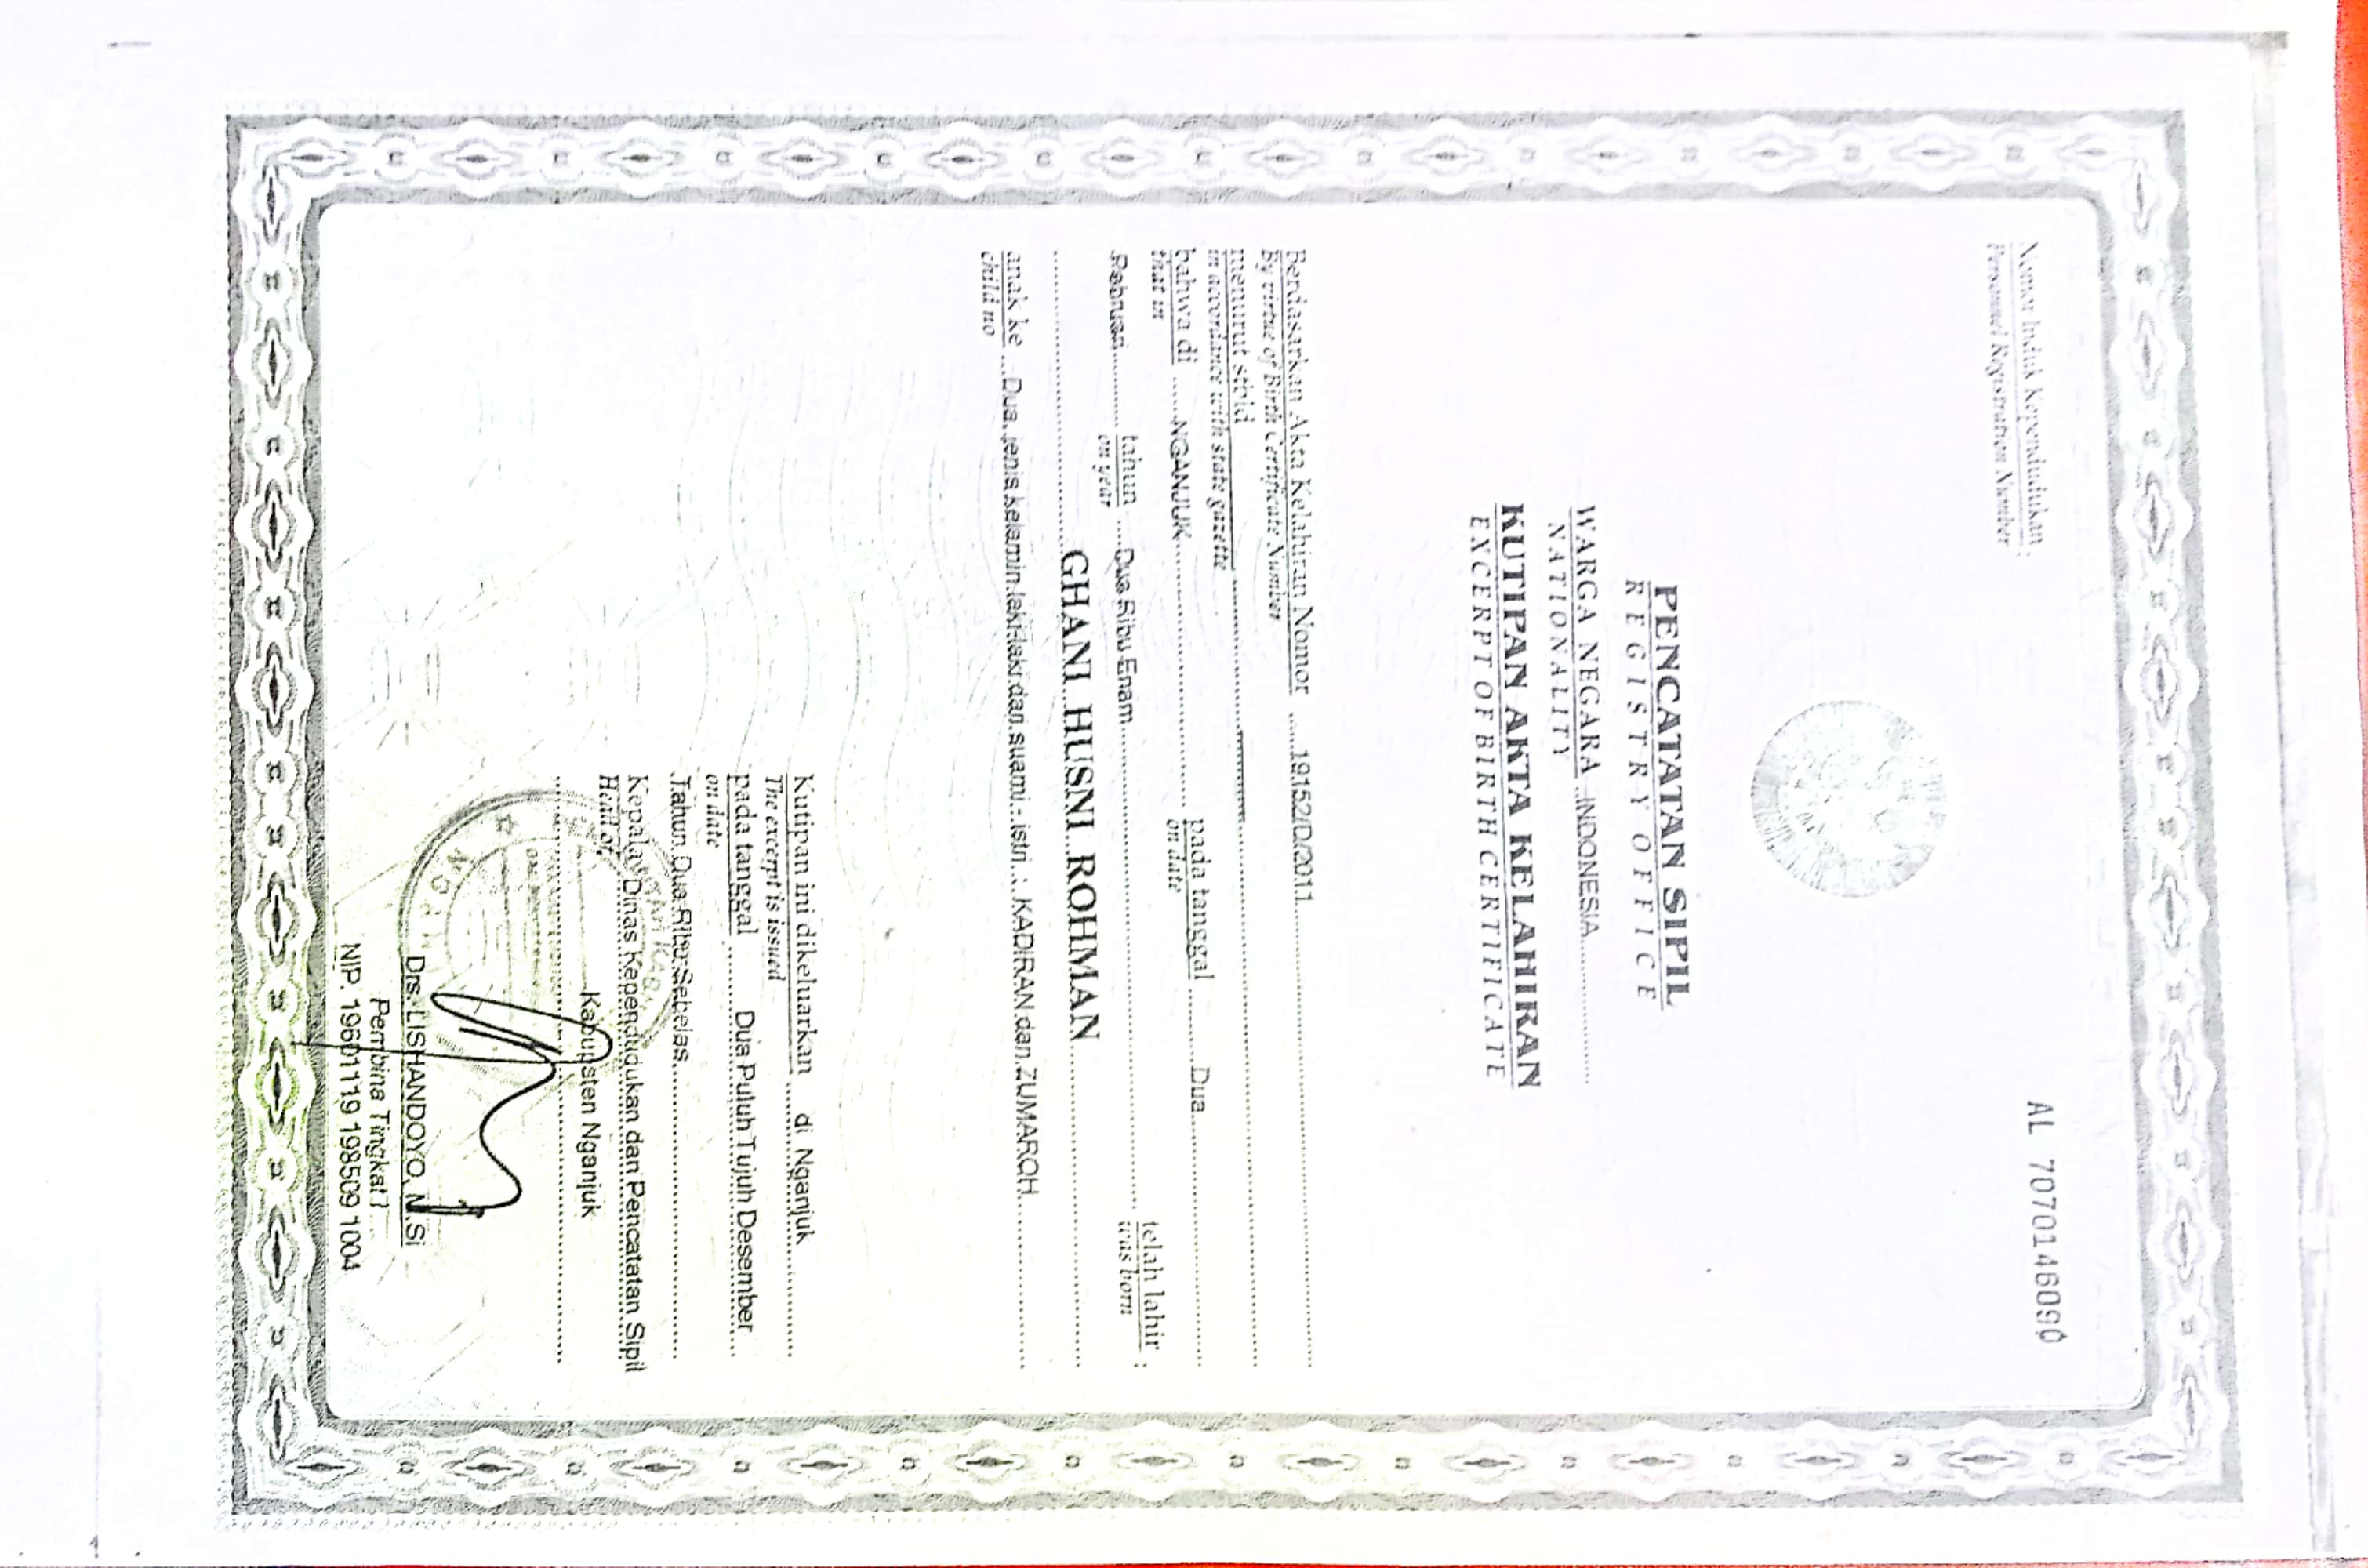 Nomor Induk Kependudukan :
Personnel Registration Number
AL 7070146090
PENCATATAN SIPIL
REGISTRY OFFICE
WARGA NEGARA INDONESIA
NATIONALITY
KUTIPAN AKTA KELAHIRAN
EXCERPT OF BIRTH CERTIFICATE
Berdasarkan Akta Kelahiran Nomor 19152/D/2011
By virtue of Birth Certificate Number
menurut stbld
in accordance with state gazette
bahwa di NGANJUK pada tanggal Dua
that in on date
Pebruari tahun Dua Ribu Enam telah lahir :
on year was born
GHANI HUSNI ROHMAN
anak ke Dua, jenis kelamin laki-laki dari suami - istri : KADIRAN dan ZUMAROH
child no
Kutipan ini dikeluarkan di Nganjuk
The excerpt is issued
pada tanggal Dua Puluh Tujuh Desember
on date
Tahun Dua Ribu Sebelas
Kepala Dinas Kependudukan dan Pencatatan Sipil
Head of
Kabupaten Nganjuk
Drs. LISHANDOYO, M.Si
Pembina Tingkat I
NIP. 19601119 198509 1004